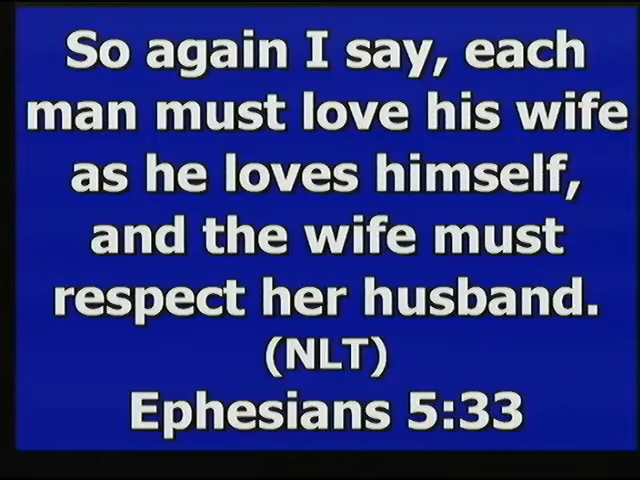 So again I say, each
man must love his wife
as he loves himself,
and the wife must
respect her husband.
(NLT)
Ephesians 5:33